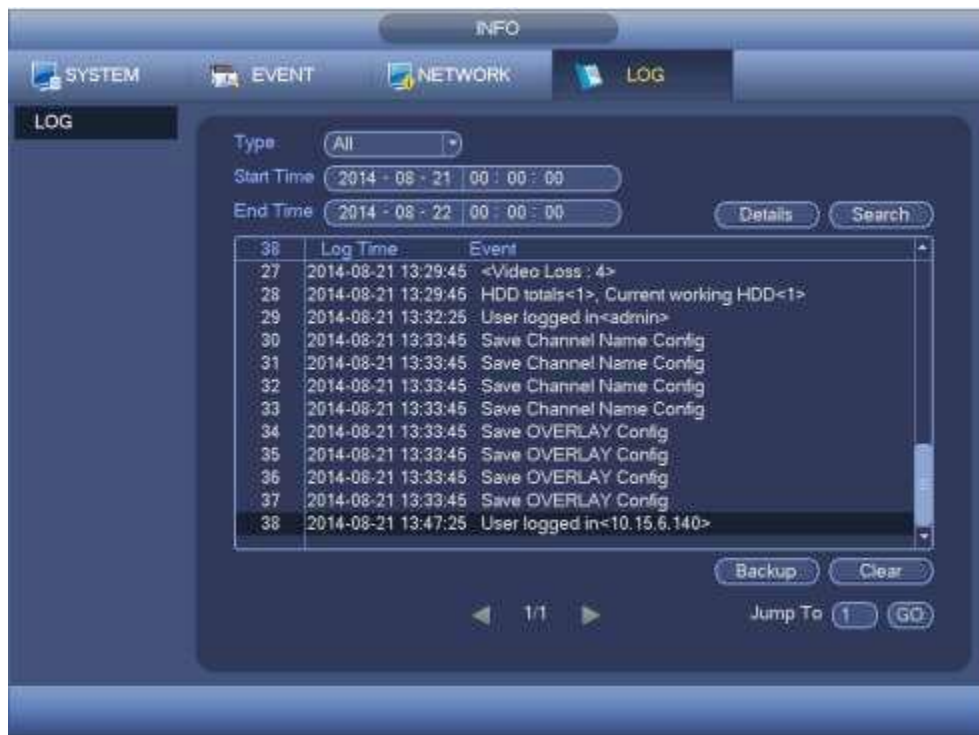 INFO
SYSTEM EVENT NETWORK LOG
LOG
Type All
Start Time 2014 - 08 - 21 00 : 00 : 00
End Time 2014 - 08 - 22 00 : 00 : 00 Details Search
38 Log Time Event
27 2014-08-21 13:29:45 <Video Loss : 4>
28 2014-08-21 13:29:45 HDD totals<1>, Current working HDD<1>
29 2014-08-21 13:32:25 User logged in<admin>
30 2014-08-21 13:33:45 Save Channel Name Config
31 2014-08-21 13:33:45 Save Channel Name Config
32 2014-08-21 13:33:45 Save Channel Name Config
33 2014-08-21 13:33:45 Save Channel Name Config
34 2014-08-21 13:33:45 Save OVERLAY Config
35 2014-08-21 13:33:45 Save OVERLAY Config
36 2014-08-21 13:33:45 Save OVERLAY Config
37 2014-08-21 13:33:45 Save OVERLAY Config
38 2014-08-21 13:47:25 User logged in<10.15.6.140>
Backup Clear
1/1 Jump To 1 GO